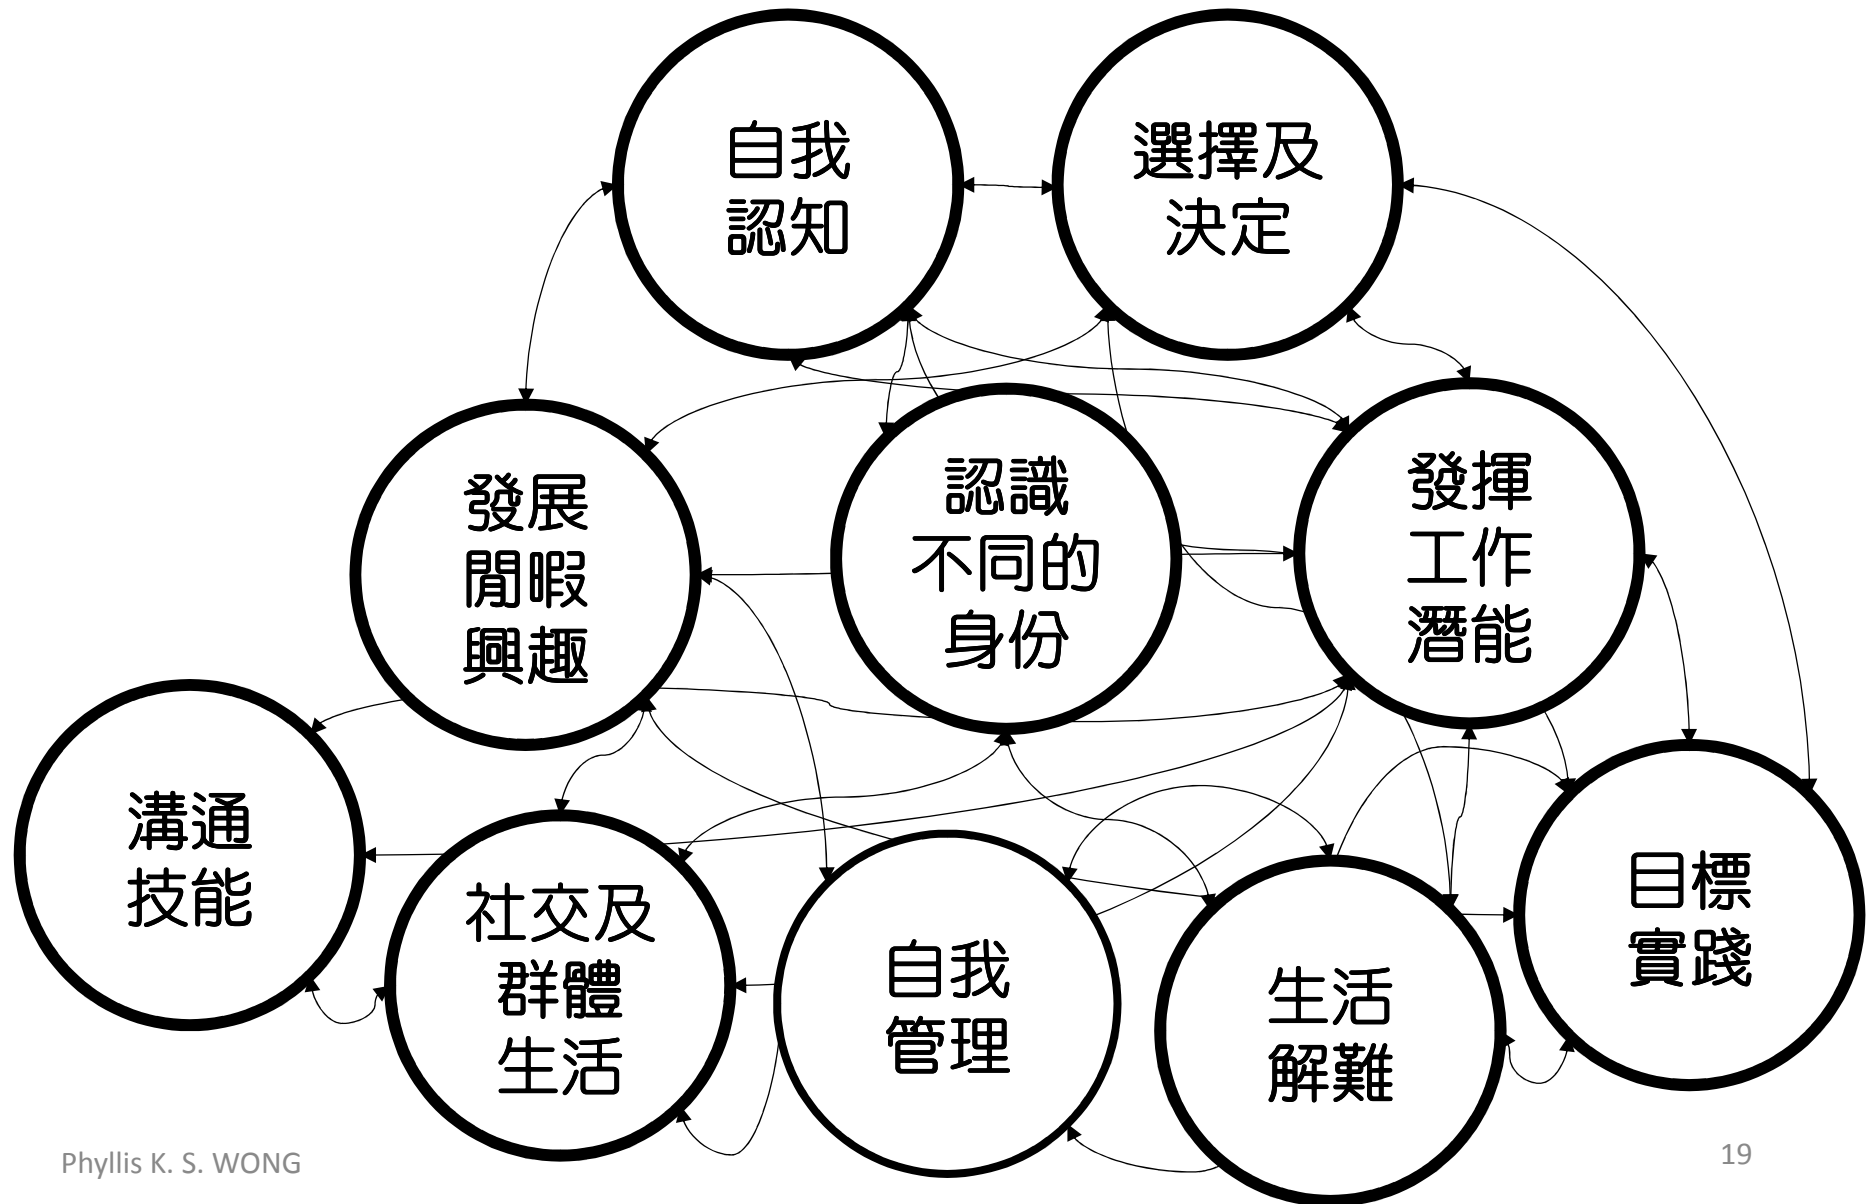 自我
認知
選擇及
決定
發展
閒暇
興趣
認識
不同的
身份
發揮
工作
潛能
溝通
技能
社交及
群體
生活
自我
管理
生活
解難
目標
實踐
Phyllis K. S. WONG
19